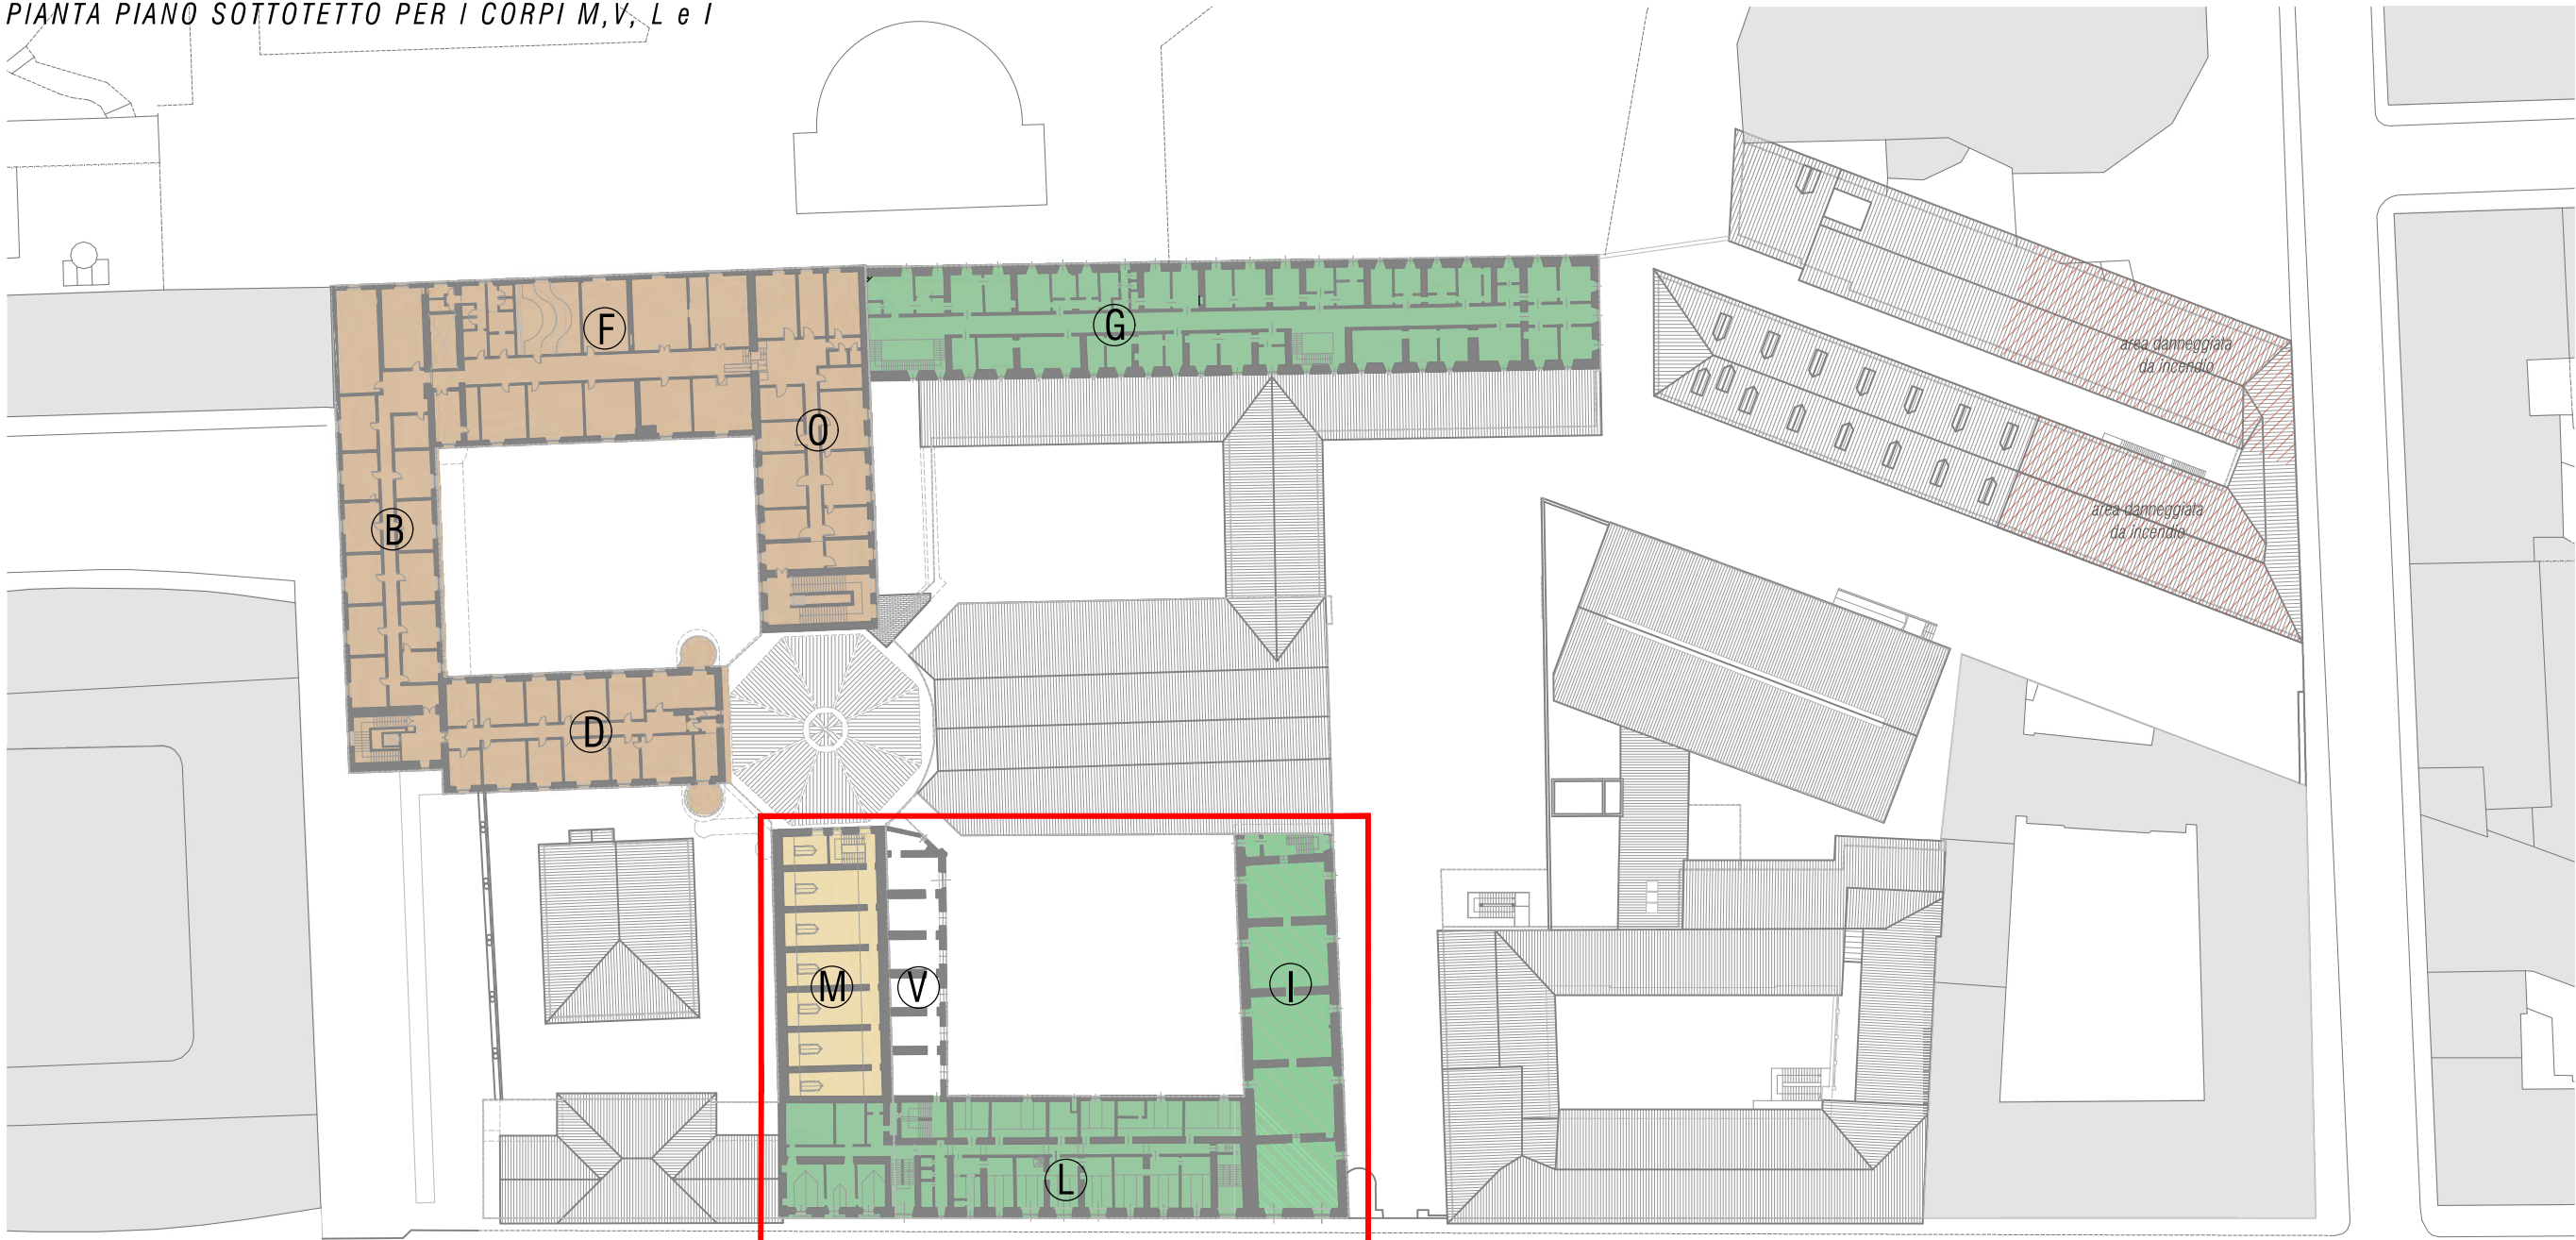 PIANTA PIANO SOTTOTETTO PER I CORPI M,V, L e I
F
G
area danneggiata
da incendio
O
B
area danneggiata
da incendio
D
M
V
I
L